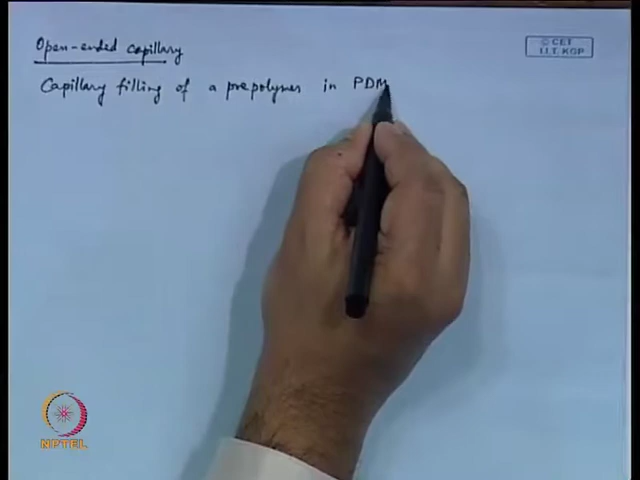 Open-ended capillary
© CET
I.I.T. KGP
Capillary filling of a prepolymer in PDM
NPTEL